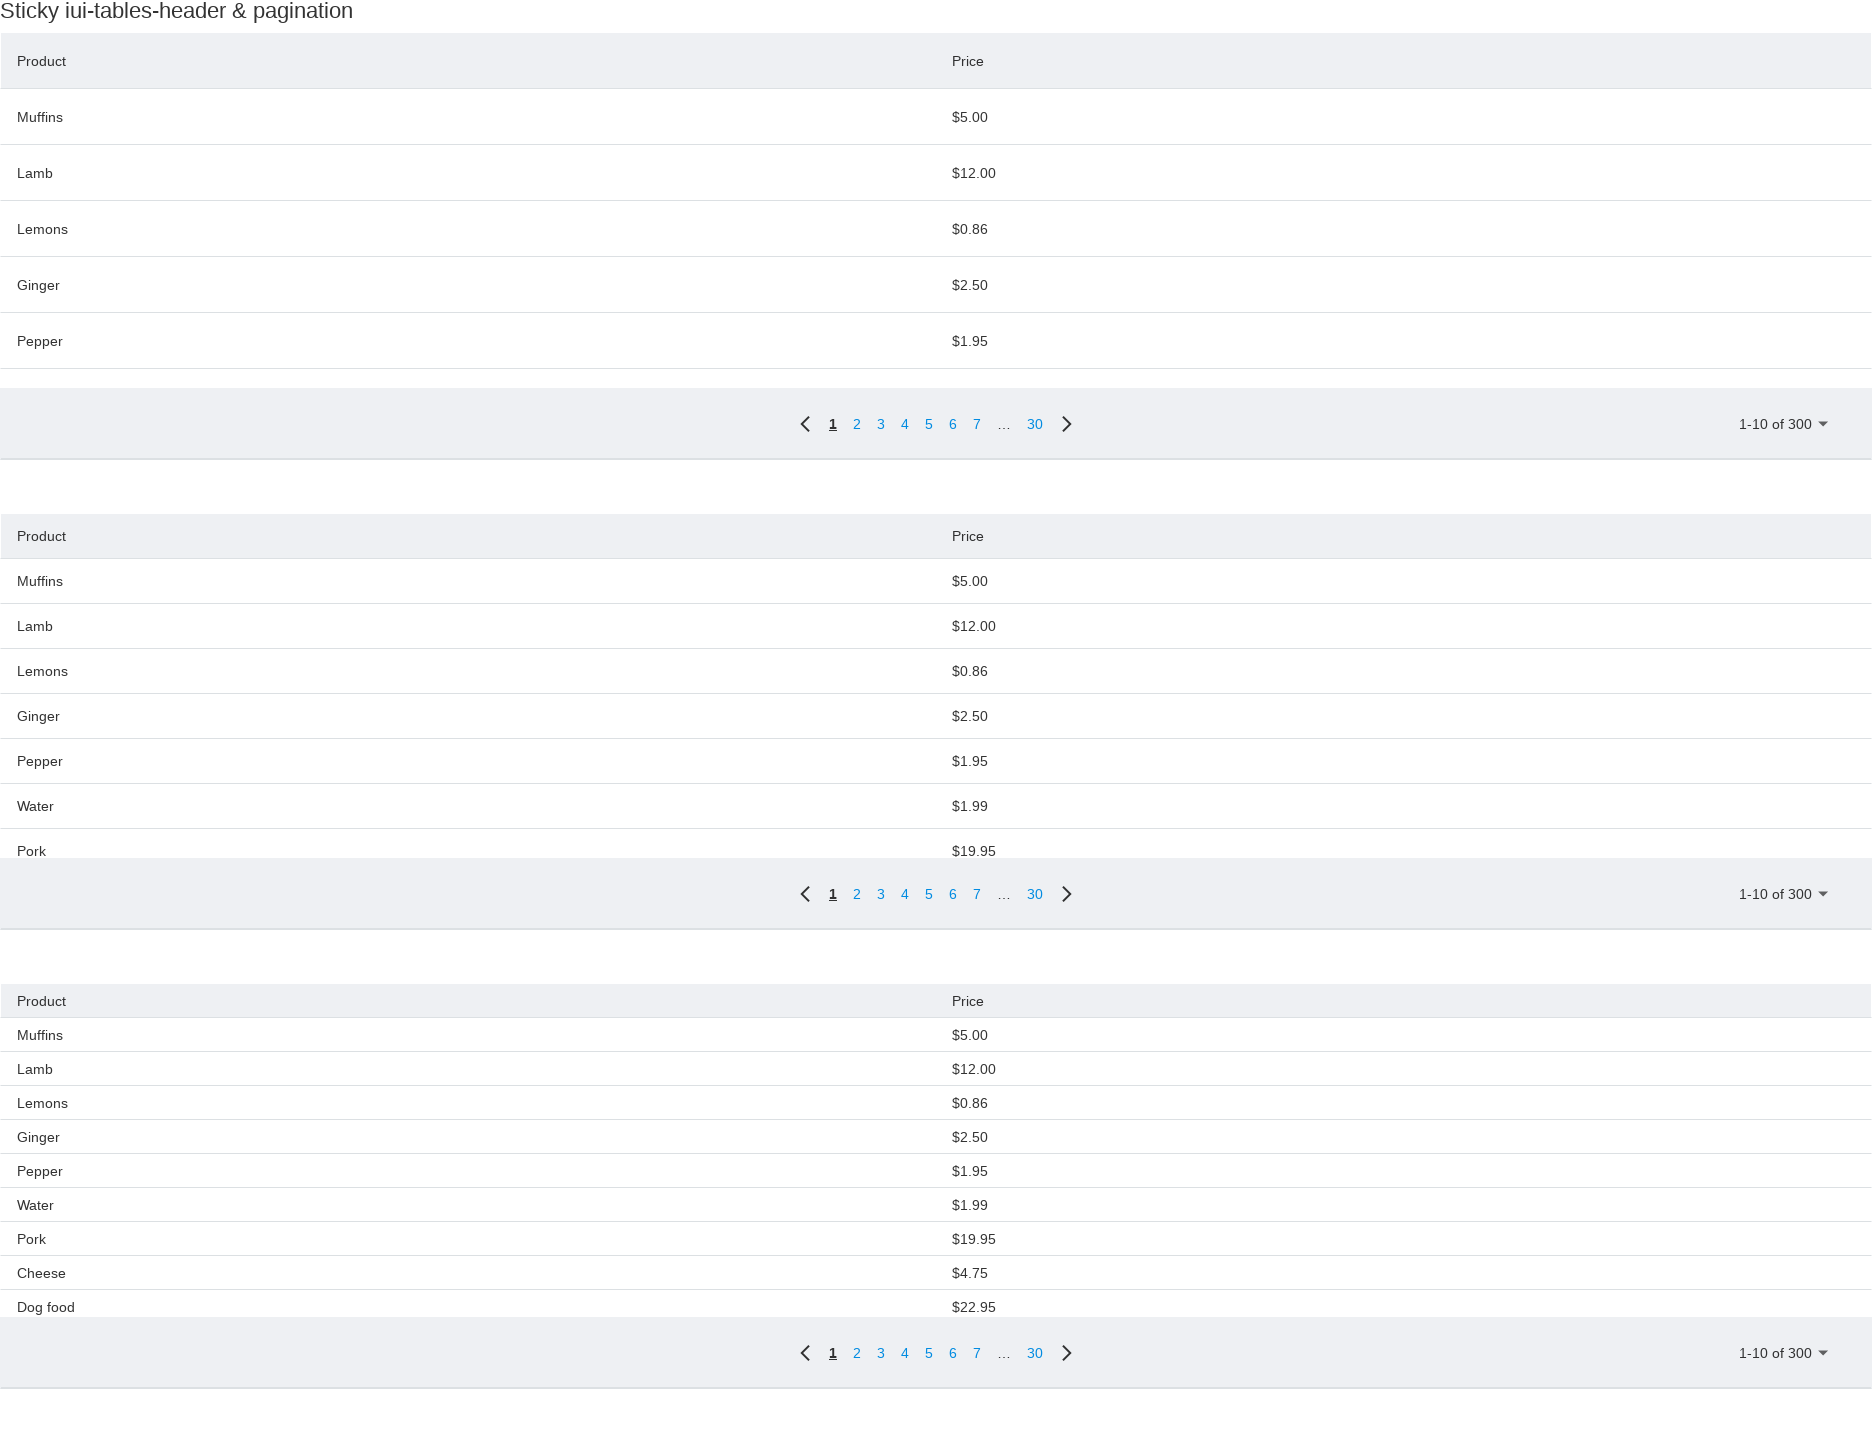 Sticky iui-tables-header & pagination
Product Price
Muffins $5.00
Lamb $12.00
Lemons $0.86
Ginger $2.50
Pepper $1.95
1 2 3 4 5 6 7 ... 30 1-10 of 300
Product Price
Muffins $5.00
Lamb $12.00
Lemons $0.86
Ginger $2.50
Pepper $1.95
Water $1.99
Pork $19.95
1 2 3 4 5 6 7 ... 30 1-10 of 300
Product Price
Muffins $5.00
Lamb $12.00
Lemons $0.86
Ginger $2.50
Pepper $1.95
Water $1.99
Pork $19.95
Cheese $4.75
Dog food $22.95
1 2 3 4 5 6 7 ... 30 1-10 of 300